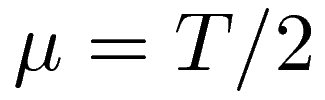 μ = T/2